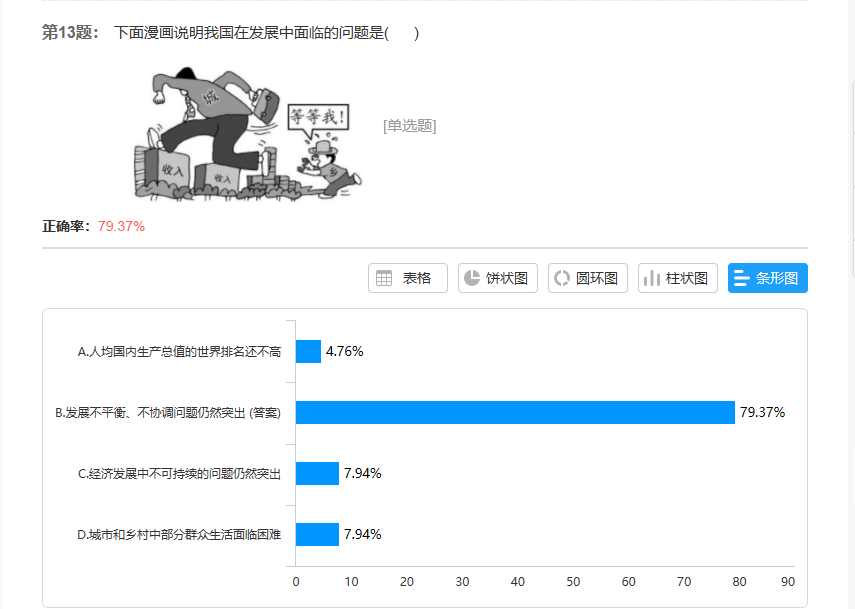 第13题： 下面漫画说明我国在发展中面临的问题是( )
城
等等我!
[单选题]
收入
收入
乡
正确率：79.37%
表格
饼状图
圆环图
柱状图
条形图
A.人均国内生产总值的世界排名还不高 4.76%
B.发展不平衡、不协调问题仍然突出 (答案) 79.37%
C.经济发展中不可持续的问题仍然突出 7.94%
D.城市和乡村中部分群众生活面临困难 7.94%
0 10 20 30 40 50 60 70 80 90